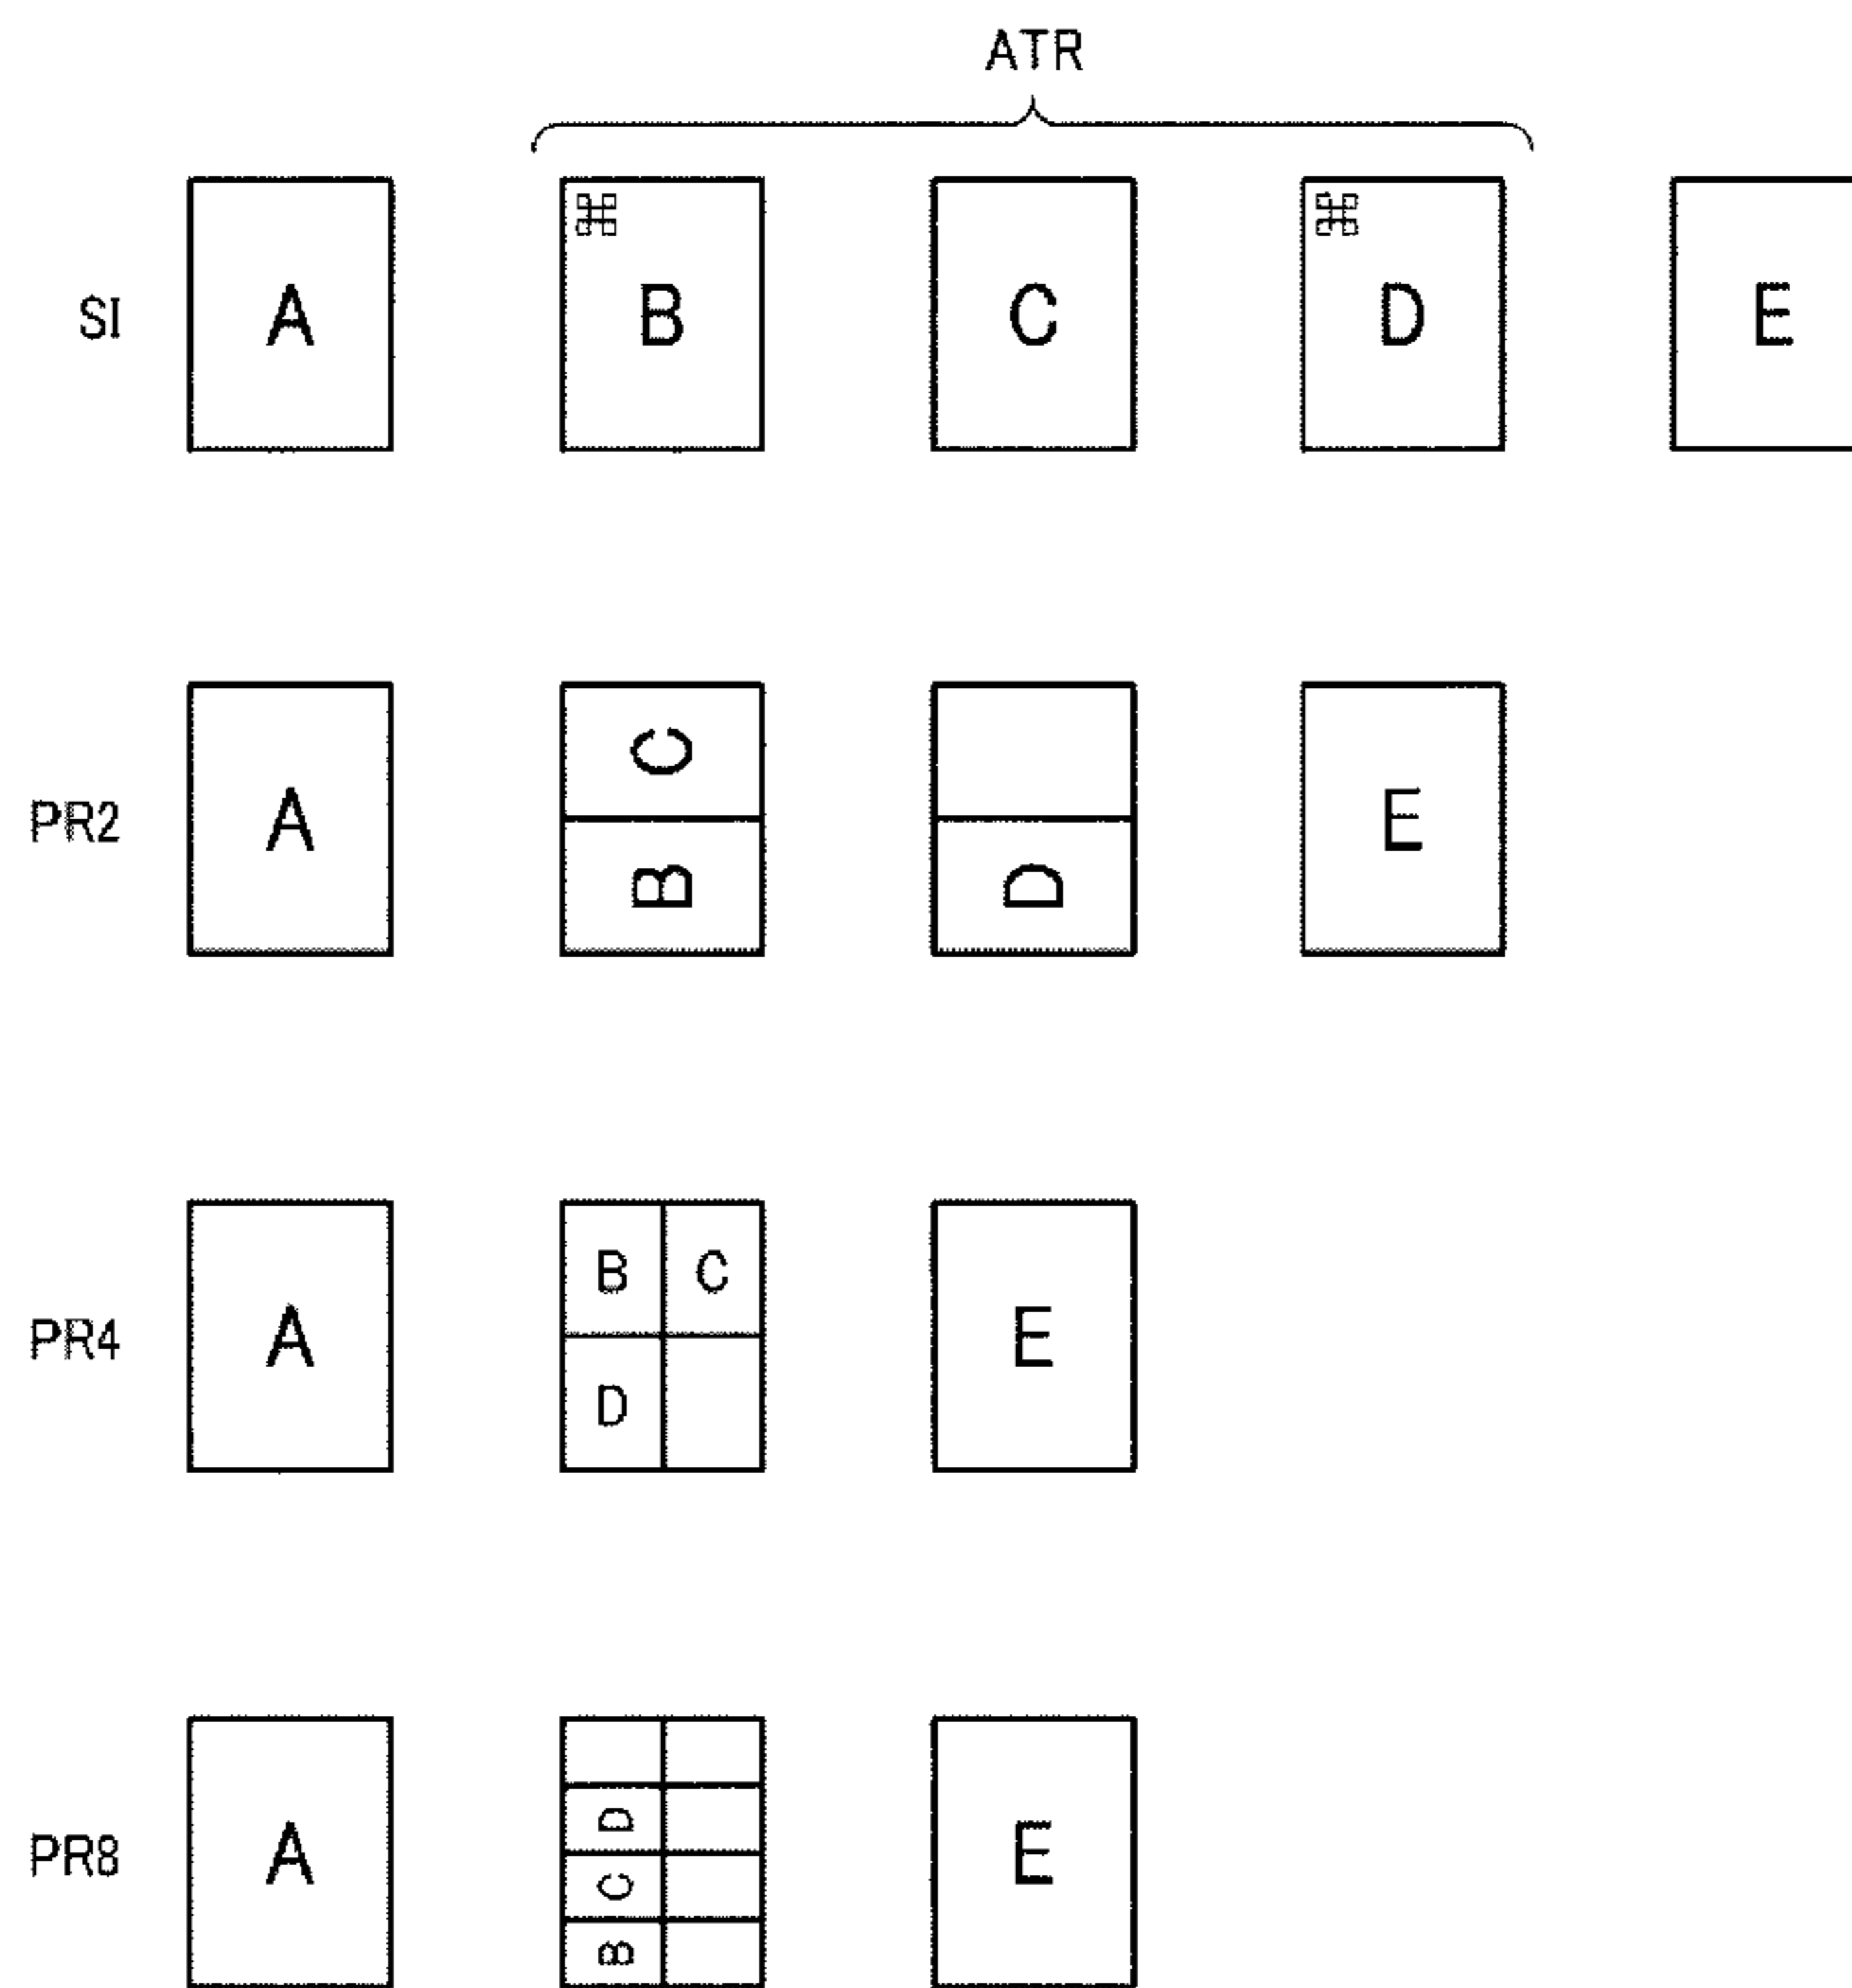 ATR
SI A ⌘ B C ⌘ D E
PR2 A C B D E
PR4 A B C D E
PR8 A D C B E